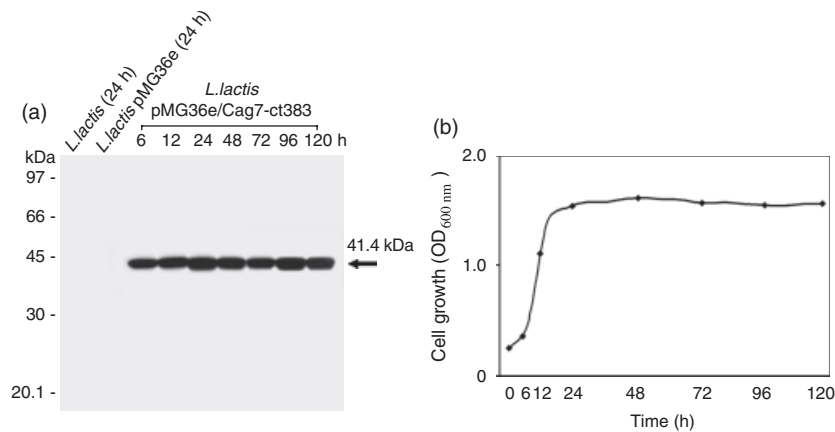 (a)
L.lactis (24 h)
L.lactis pMG36e (24 h)
L.lactis
pMG36e/Cag7-ct383
6 12 24 48 72 96 120 h
kDa
97 -
66 -
45 -
30 -
20.1 -
41.4 kDa
(b)
2.0
1.0
0
Cell growth (OD600 nm)
0 6 12 24 48 72 96 120
Time (h)